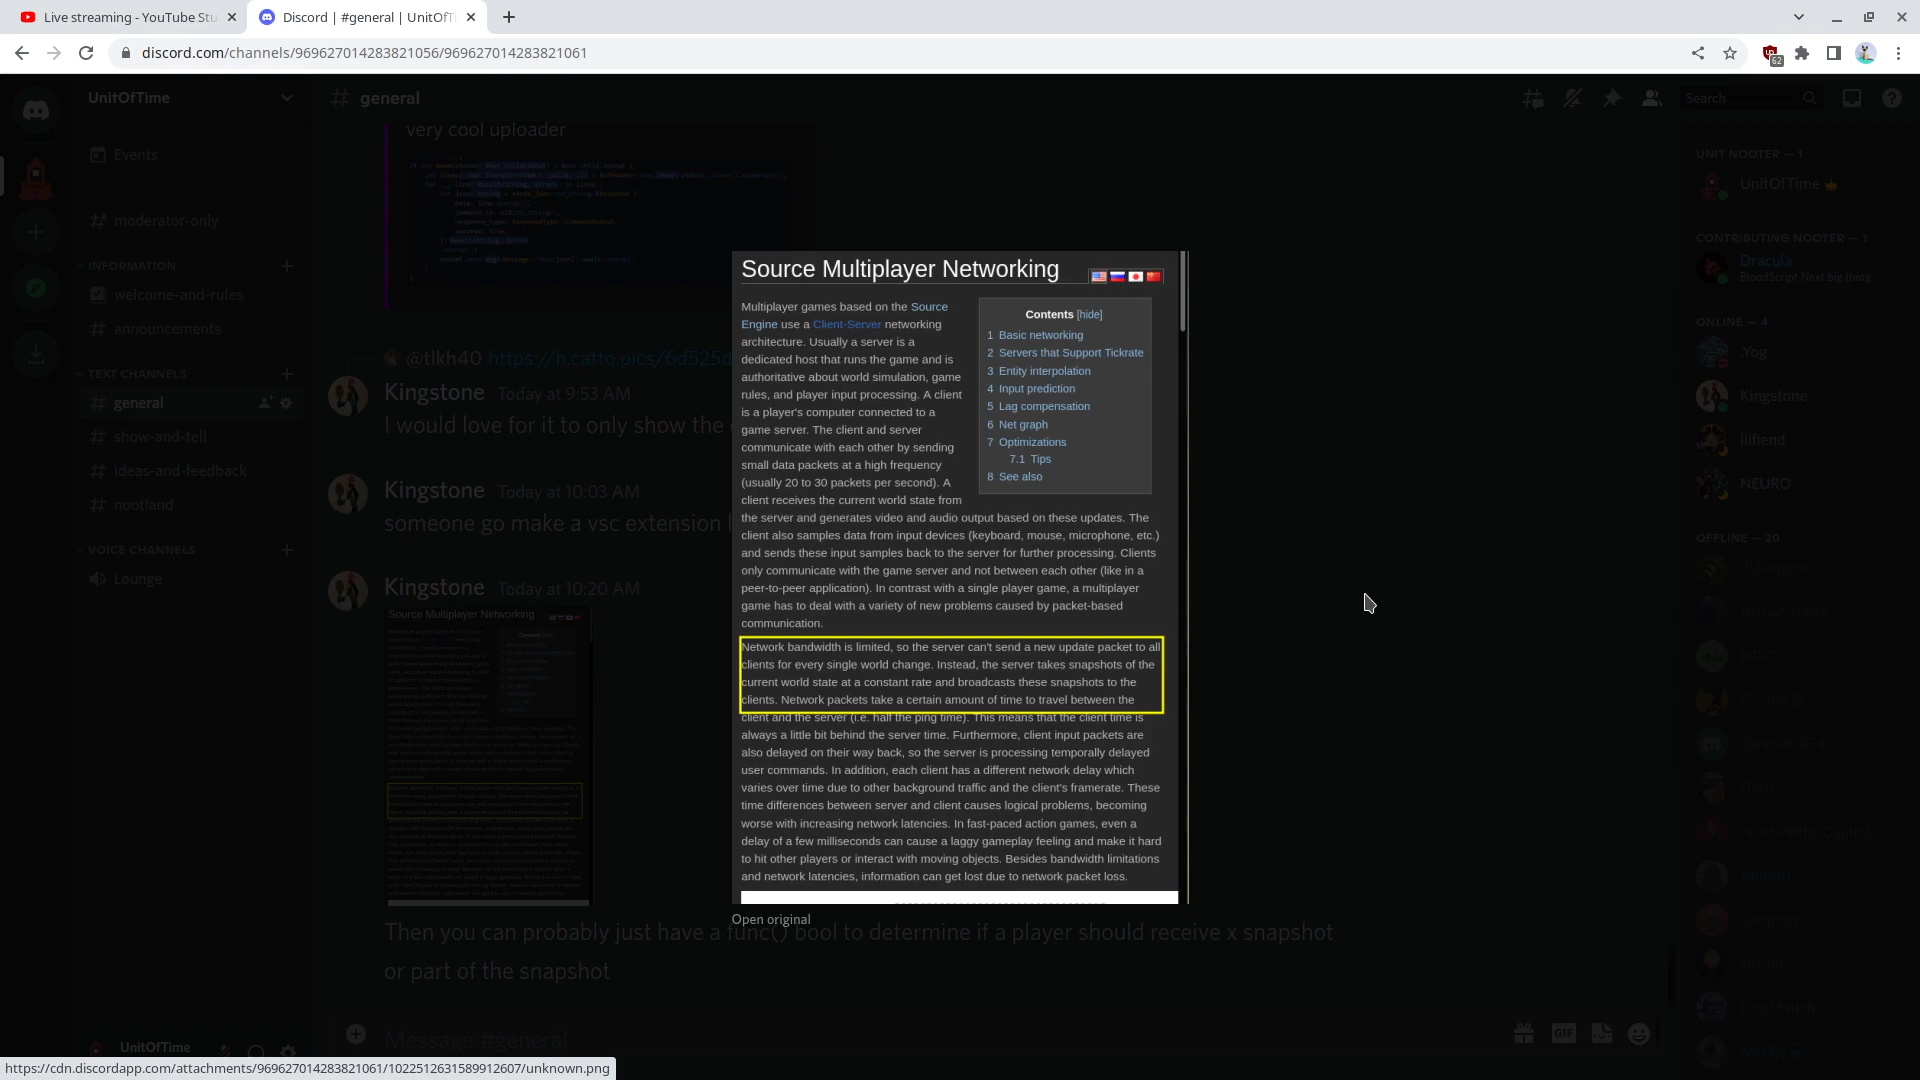 Live streaming - YouTube Stu
Discord | #general | UnitOfTi
discord.com/channels/969627014283821056/969627014283821061
62
UnitOfTime
# general
Search
Events
moderator-only
INFORMATION
welcome-and-rules
announcements
TEXT CHANNELS
# general
# show-and-tell
# ideas-and-feedback
# nootland
VOICE CHANNELS
Lounge
UnitOfTime
very cool uploader
@tlkh40 https://h.catto.pics/6d525d
Kingstone Today at 9:53 AM
I would love for it to only show the
Kingstone Today at 10:03 AM
someone go make a vsc extension
Kingstone Today at 10:20 AM
Source Multiplayer Networking
Source Multiplayer Networking
Multiplayer games based on the Source
Engine use a Client-Server networking
architecture. Usually a server is a
dedicated host that runs the game and is
authoritative about world simulation, game
rules, and player input processing. A client
is a player's computer connected to a
game server. The client and server
communicate with each other by sending
small data packets at a high frequency
(usually 20 to 30 packets per second). A
client receives the current world state from
the server and generates video and audio output based on these updates. The
client also samples data from input devices (keyboard, mouse, microphone, etc.)
and sends these input samples back to the server for further processing. Clients
only communicate with the game server and not between each other (like in a
peer-to-peer application). In contrast with a single player game, a multiplayer
game has to deal with a variety of new problems caused by packet-based
communication.
Contents [hide]
1 Basic networking
2 Servers that Support Tickrate
3 Entity interpolation
4 Input prediction
5 Lag compensation
6 Net graph
7 Optimizations
7.1 Tips
8 See also
Network bandwidth is limited, so the server can't send a new update packet to all
clients for every single world change. Instead, the server takes snapshots of the
current world state at a constant rate and broadcasts these snapshots to the
clients. Network packets take a certain amount of time to travel between the
client and the server (i.e. half the ping time). This means that the client time is
always a little bit behind the server time. Furthermore, client input packets are
also delayed on their way back, so the server is processing temporally delayed
user commands. In addition, each client has a different network delay which
varies over time due to other background traffic and the client's framerate. These
time differences between server and client causes logical problems, becoming
worse with increasing network latencies. In fast-paced action games, even a
delay of a few milliseconds can cause a laggy gameplay feeling and make it hard
to hit other players or interact with moving objects. Besides bandwidth limitations
and network latencies, information can get lost due to network packet loss.
Open original
Then you can probably just have a func() bool to determine if a player should receive x snapshot
or part of the snapshot
Message #general
GIF
UNIT NOOTER — 1
UnitOfTime
CONTRIBUTING NOOTER — 1
Dracula
BloodScript Next big thing
ONLINE — 4
.Yog
Kingstone
lilfiend
NEURO
OFFLINE — 20
https://cdn.discordapp.com/attachments/969627014283821061/1022512631589912607/unknown.png